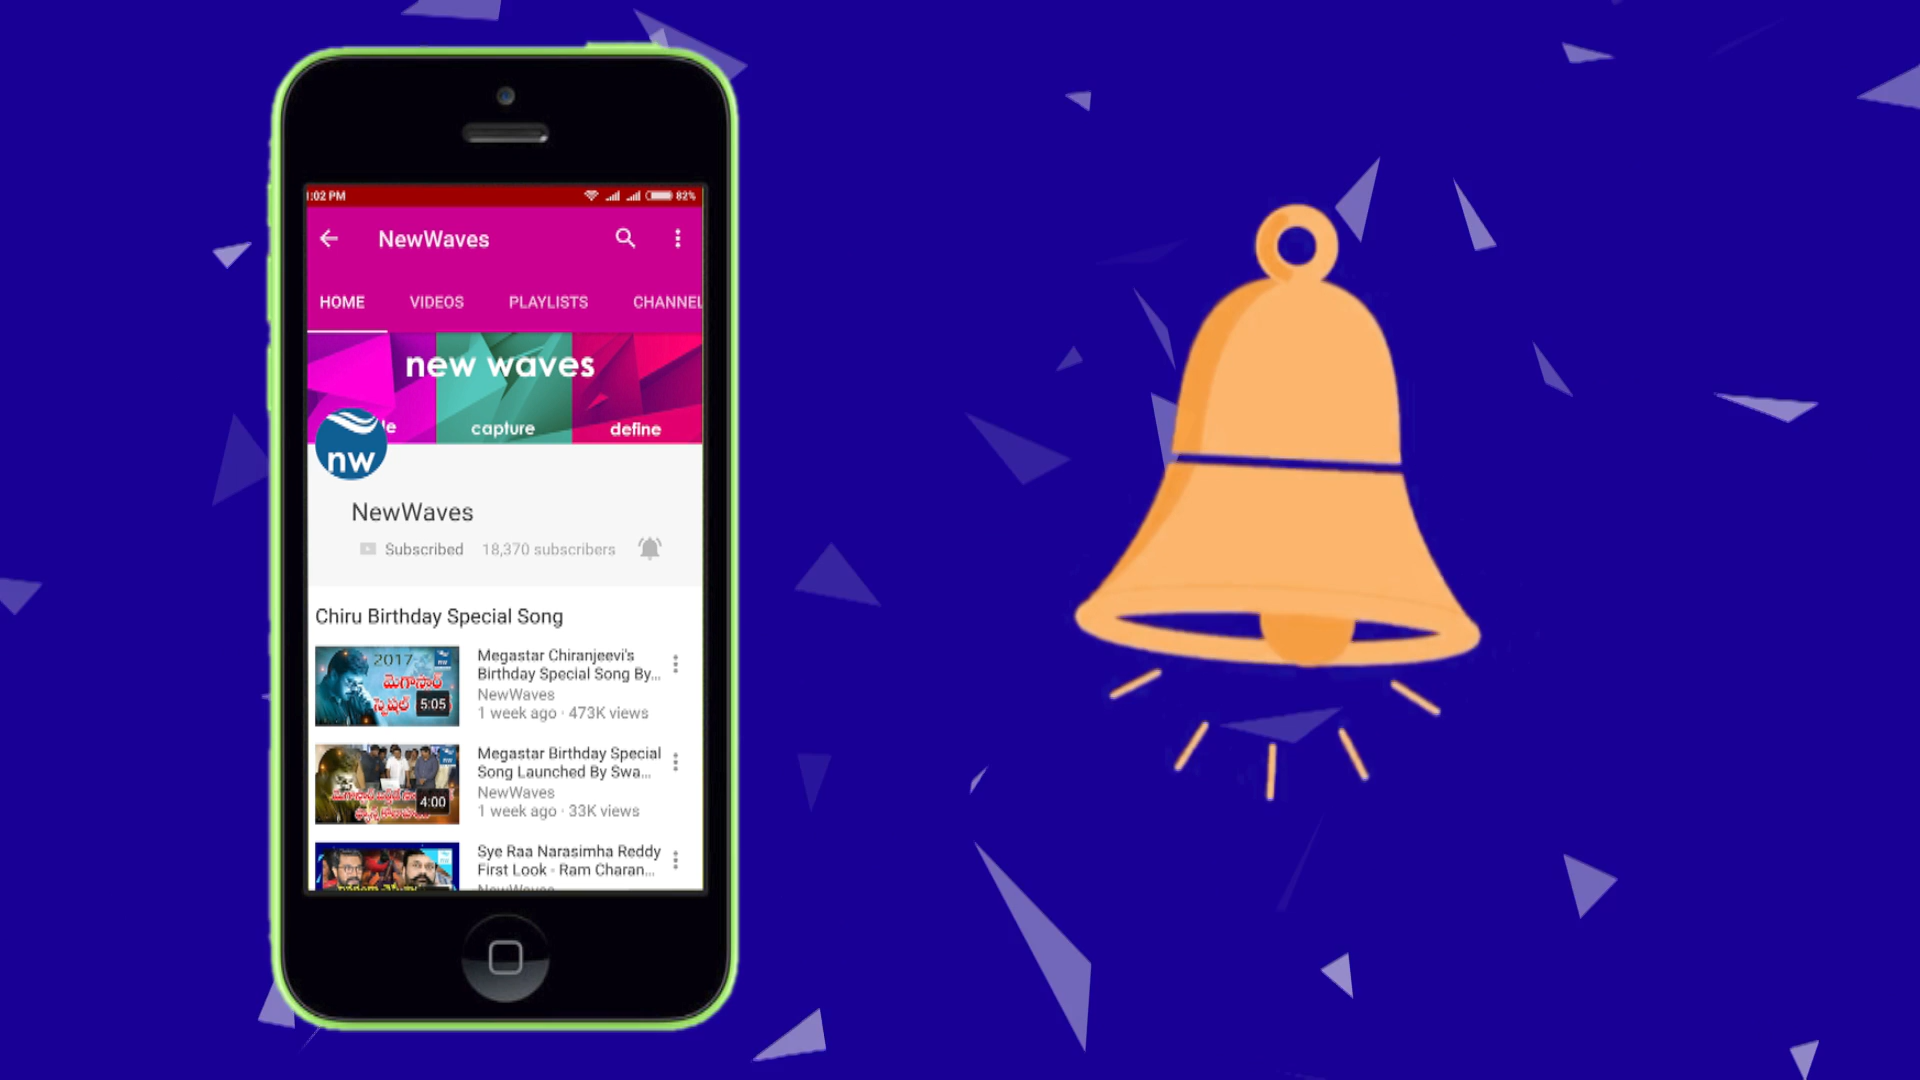 1:02 PM
82%
NewWaves
HOME VIDEOS PLAYLISTS CHANNEL
new waves
capture
define
nw
NewWaves
Subscribed 18,370 subscribers
Chiru Birthday Special Song
2017
మెగాస్టార్
స్పెషల్
5:05
Megastar Chiranjeevi's
Birthday Special Song By...
NewWaves
1 week ago · 473K views
4:00
Megastar Birthday Special
Song Launched By Swa...
NewWaves
1 week ago · 33K views
Sye Raa Narasimha Reddy
First Look - Ram Charan...
NewWaves